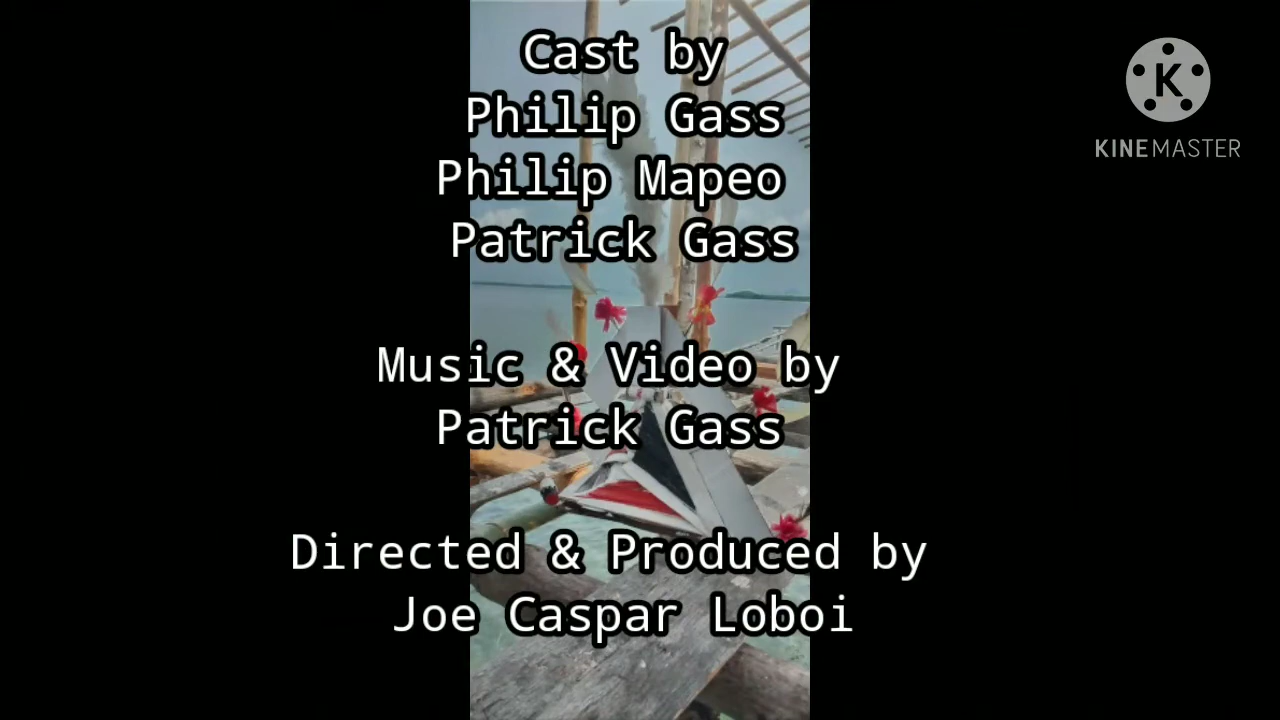 Cast by
Philip Gass
Philip Mapeo
Patrick Gass
Music & Video by
Patrick Gass
Directed & Produced by
Joe Caspar Loboi
K
KINEMASTER